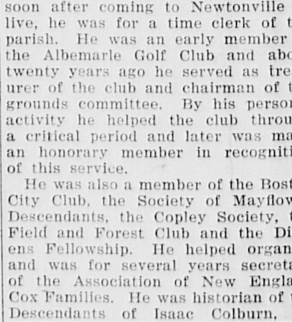 soon after coming to Newtonville
live, he was for a time clerk of t
parish. He was an early member
the Albemarle Golf Club and abo
twenty years ago he served as tre
urer of the club and chairman of t
grounds committee. By his person
activity he helped the club throu
a critical period and later was ma
an honorary member in recogniti
of this service.
He was also a member of the Bost
City Club, the Society of Mayflow
Descendants, the Copley Society, t
Field and Forest Club and the Di
ens Fellowship. He helped organ
and was for several years secreta
of the Association of New Engla
Cox Families. He was historian of t
Descendants of Isaac Colburn,